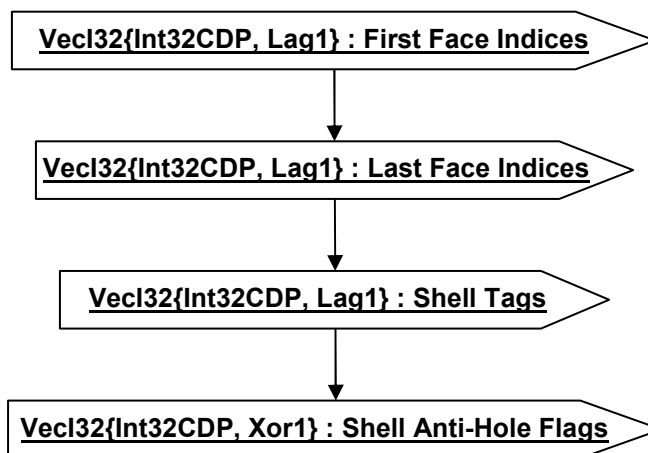 VecI32{Int32CDP, Lag1} : First Face Indices
VecI32{Int32CDP, Lag1} : Last Face Indices
VecI32{Int32CDP, Lag1} : Shell Tags
VecI32{Int32CDP, Xor1} : Shell Anti-Hole Flags